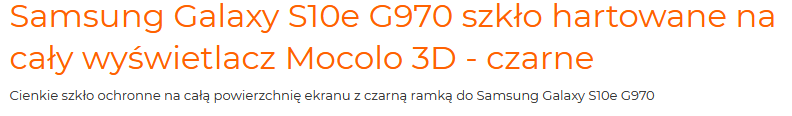 Samsung Galaxy S10e G970 szkło hartowane na
cały wyświetlacz Mocolo 3D - czarne
Cienkie szkło ochronne na całą powierzchnię ekranu z czarną ramką do Samsung Galaxy S10e G970